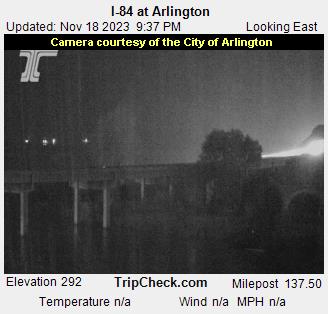 I-84 at Arlington
Updated: Nov 18 2023 9:37 PM Looking East
Camera courtesy of the City of Arlington
Elevation 292 TripCheck.com Milepost 137.50
Temperature n/a Wind n/a MPH n/a